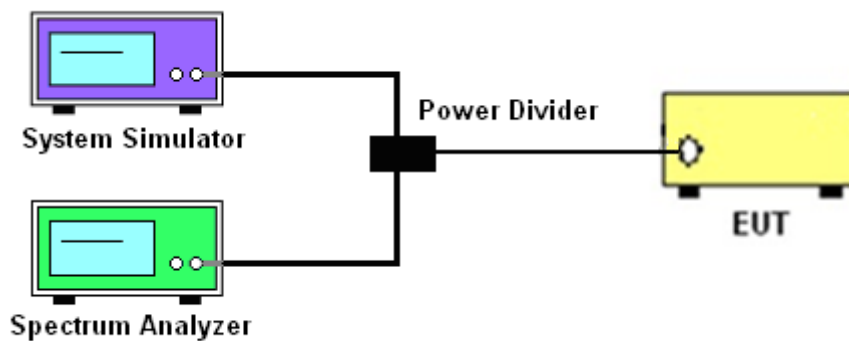 System Simulator
Power Divider
EUT
Spectrum Analyzer